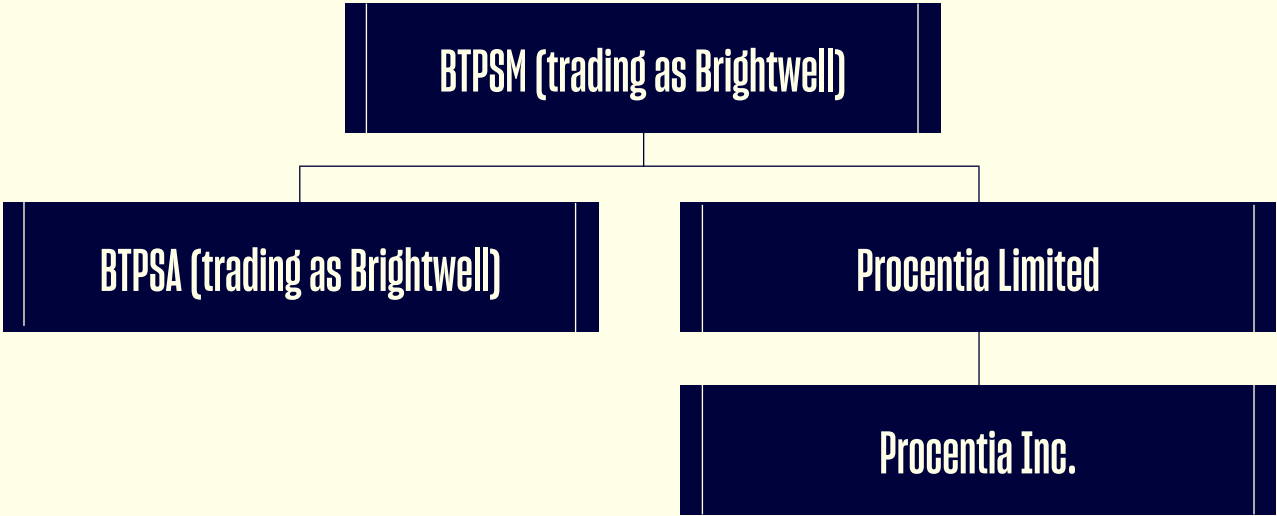 BTPSM (trading as Brightwell)
BTPSA (trading as Brightwell)
Procentia Limited
Procentia Inc.